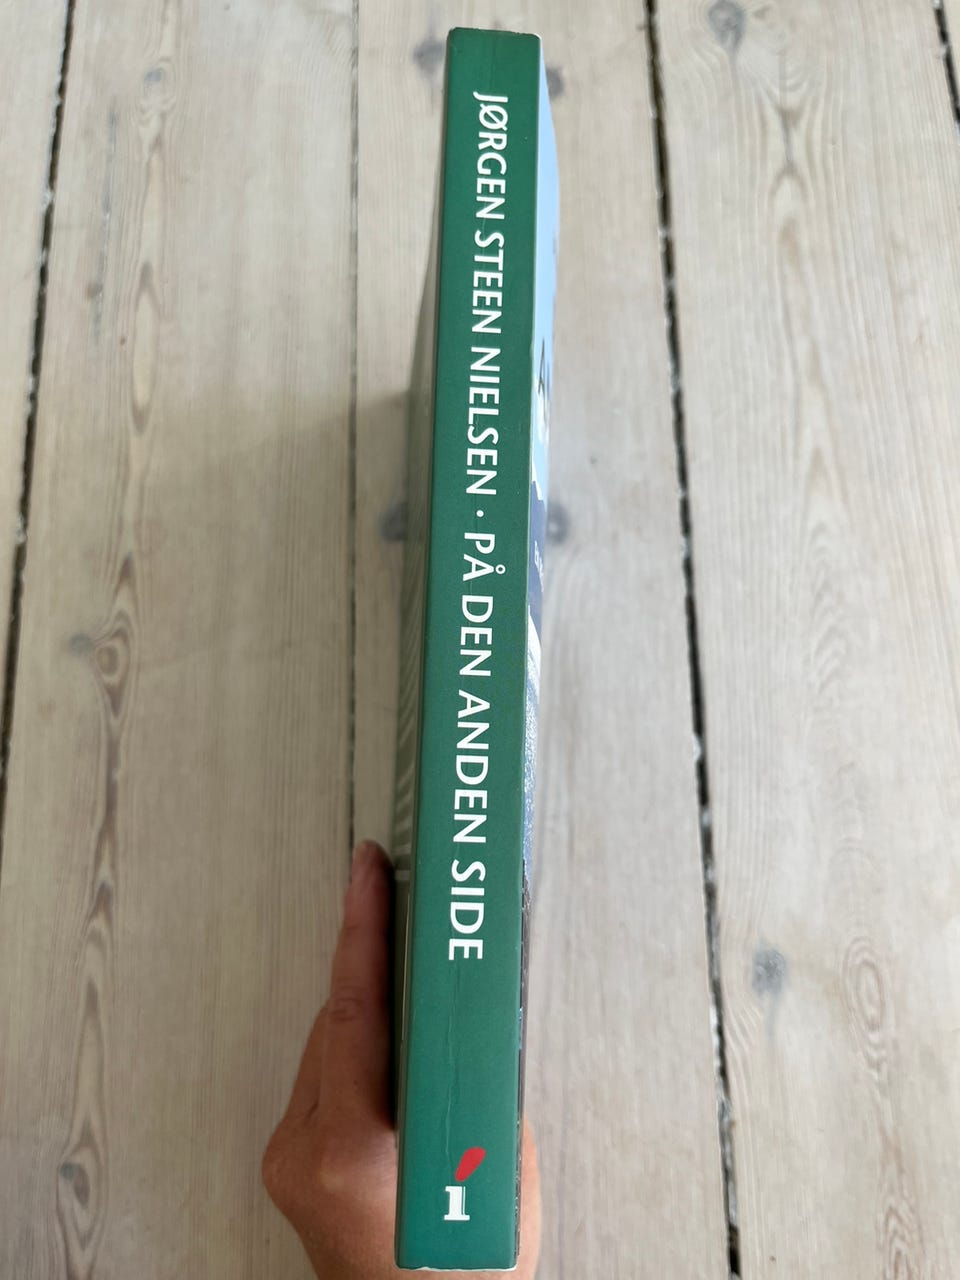 JØRGEN STEEN NIELSEN · PÅ DEN ANDEN SIDE
í